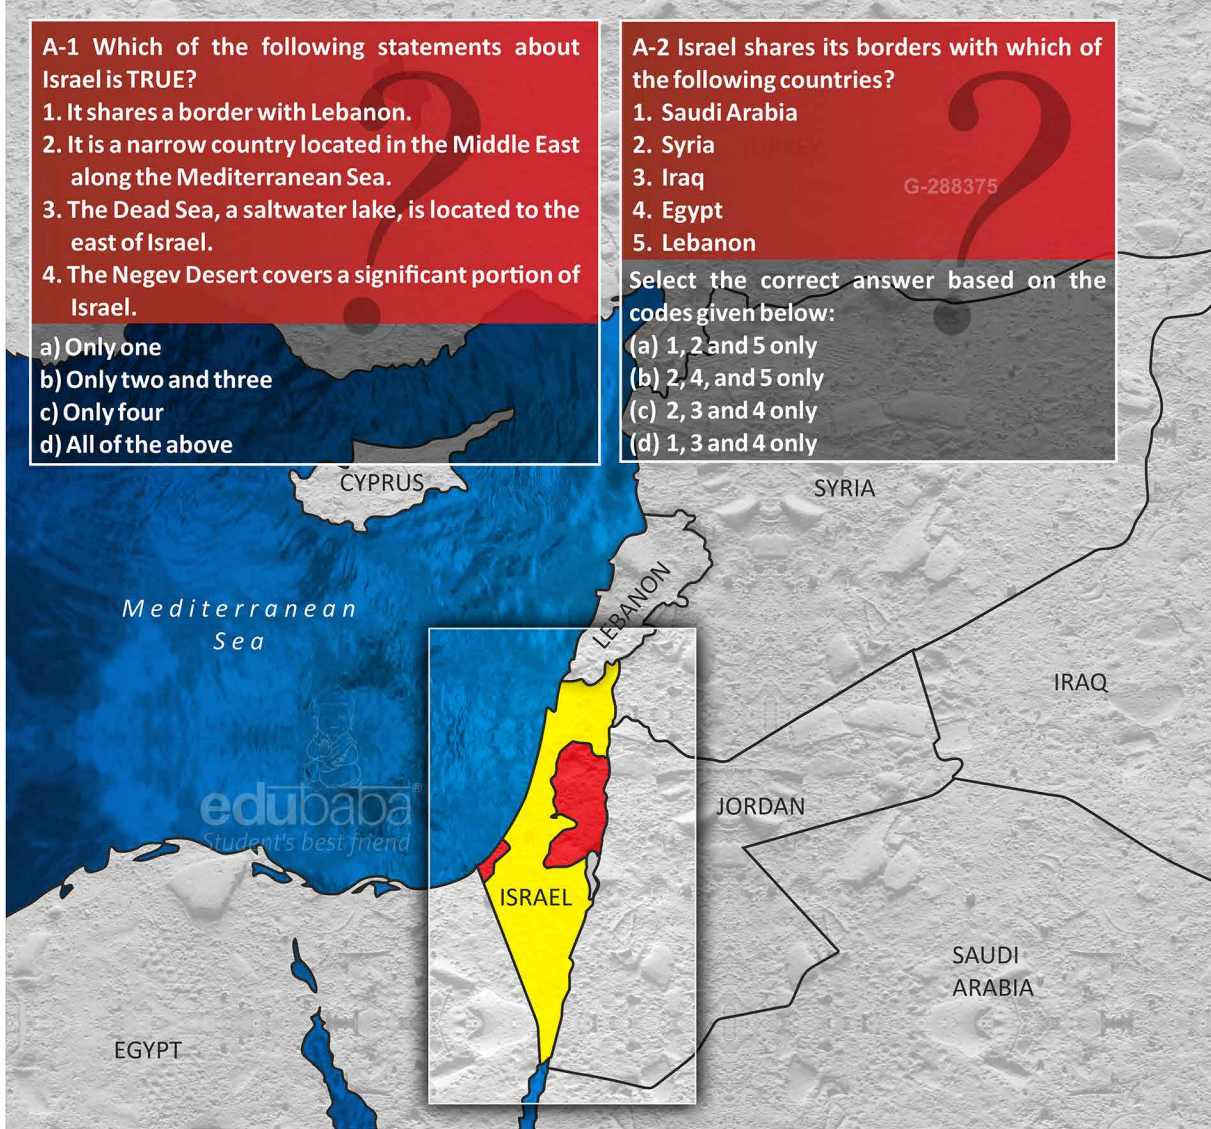 A-1 Which of the following statements about
Israel is TRUE?
1. It shares a border with Lebanon.
2. It is a narrow country located in the Middle East
along the Mediterranean Sea.
3. The Dead Sea, a saltwater lake, is located to the
east of Israel.
4. The Negev Desert covers a significant portion of
Israel.
a) Only one
b) Only two and three
c) Only four
d) All of the above
A-2 Israel shares its borders with which of
the following countries?
1. Saudi Arabia
2. Syria
3. Iraq
4. Egypt
5. Lebanon
TURKEY
G-288375
Select the correct answer based on the
codes given below:
(a) 1, 2 and 5 only
(b) 2, 4, and 5 only
(c) 2, 3 and 4 only
(d) 1, 3 and 4 only
CYPRUS
SYRIA
LEBANON
Mediterranean
Sea
IRAQ
edubaba®
Student's best friend
JORDAN
ISRAEL
SAUDI
ARABIA
EGYPT